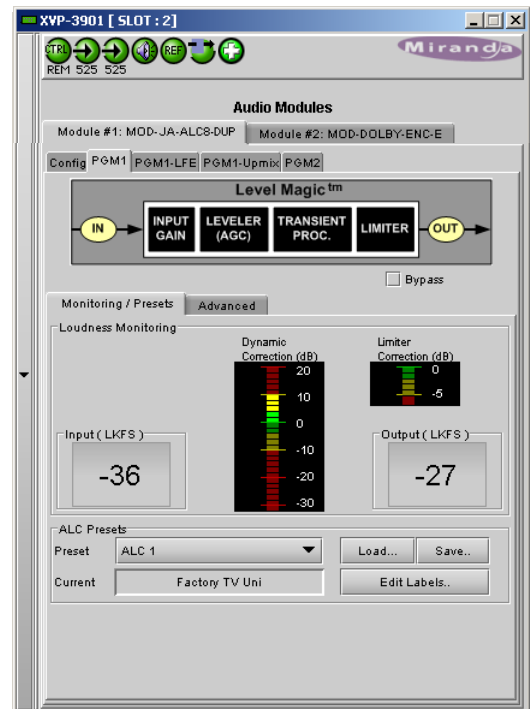 XVP-3901 [ SLOT : 2]
CTRL REF
REM 525 525
Miranda
Audio Modules
Module #1: MOD-JA-ALC8-DUP Module #2: MOD-DOLBY-ENC-E
Config PGM1 PGM1-LFE PGM1-Upmix PGM2
Level Magic tm
IN INPUT GAIN LEVELER (AGC) TRANSIENT PROC. LIMITER OUT
Bypass
Monitoring / Presets Advanced
Loudness Monitoring
Dynamic Correction (dB)
20
10
0
-10
-20
-30
Limiter Correction (dB)
0
-5
Input ( LKFS )
-36
Output ( LKFS )
-27
ALC Presets
Preset ALC 1 Load... Save..
Current Factory TV Uni Edit Labels..